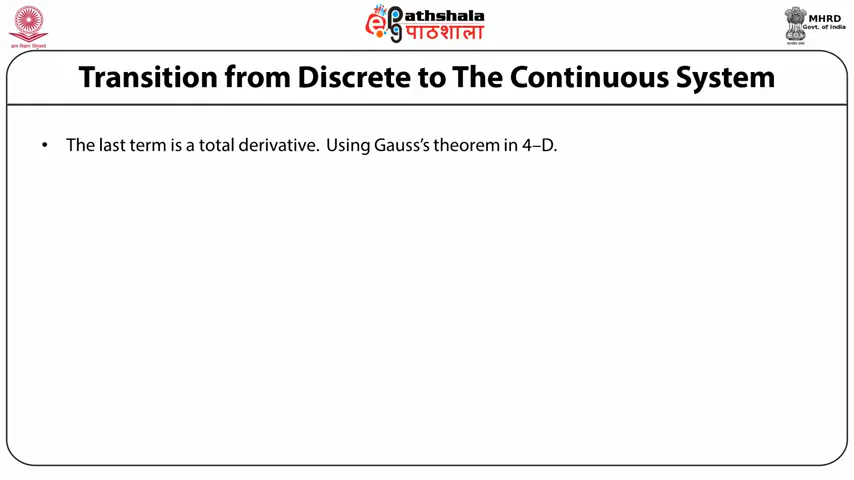 ePathshala
पाठशाला
MHRD
Govt. of India
Transition from Discrete to The Continuous System
• The last term is a total derivative. Using Gauss's theorem in 4–D.